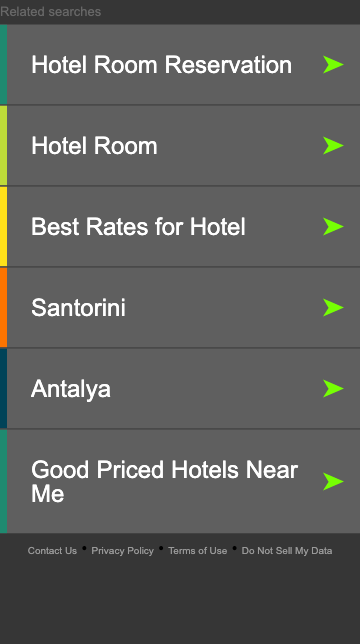 Related searches
Hotel Room Reservation
Hotel Room
Best Rates for Hotel
Santorini
Antalya
Good Priced Hotels Near
Me
Contact Us • Privacy Policy • Terms of Use • Do Not Sell My Data